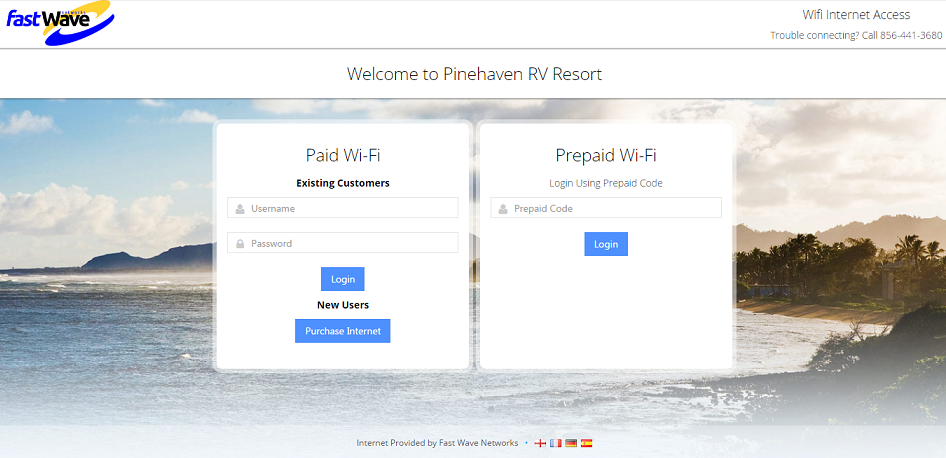 fastWave
networks
Wifi Internet Access
Trouble connecting? Call 856-441-3680
Welcome to Pinehaven RV Resort
Paid Wi-Fi
Existing Customers
Username
Password
Login
New Users
Purchase Internet
Prepaid Wi-Fi
Login Using Prepaid Code
Prepaid Code
Login
Internet Provided by Fast Wave Networks •